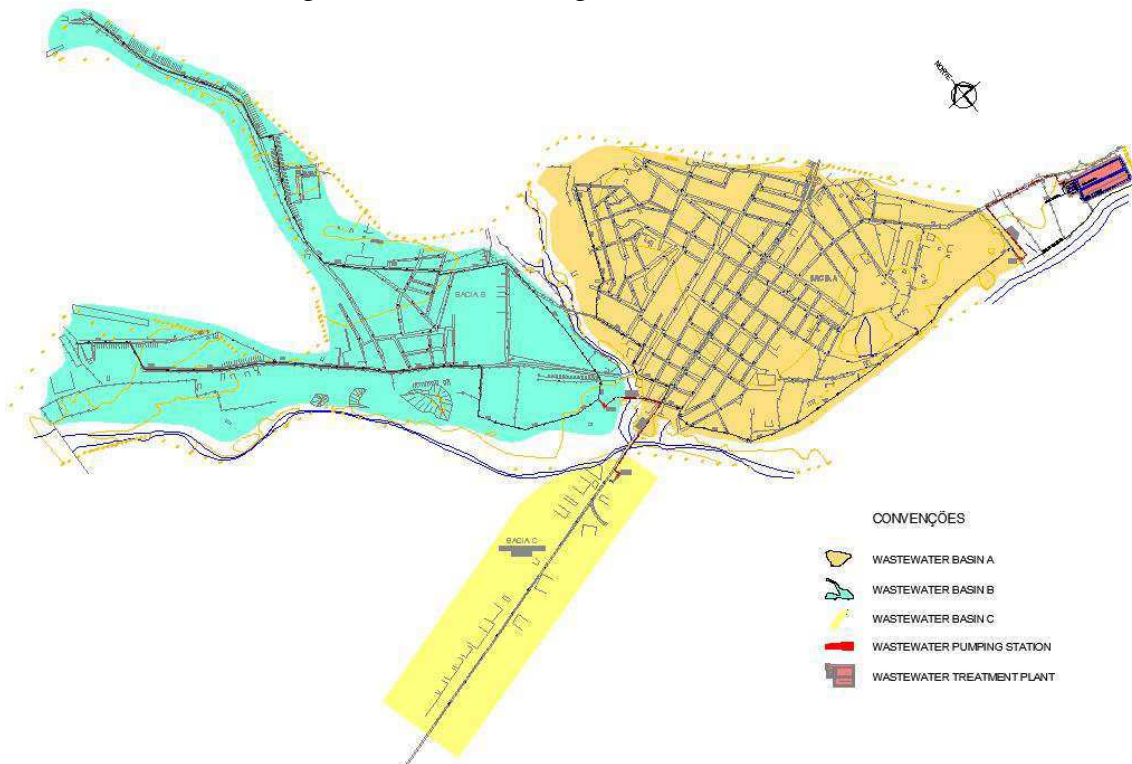 NORTE
BACIA B
BACIA A
BACIA C
CONVENÇÕES
WASTEWATER BASIN A
WASTEWATER BASIN B
WASTEWATER BASIN C
WASTEWATER PUMPING STATION
WASTEWATER TREATMENT PLANT